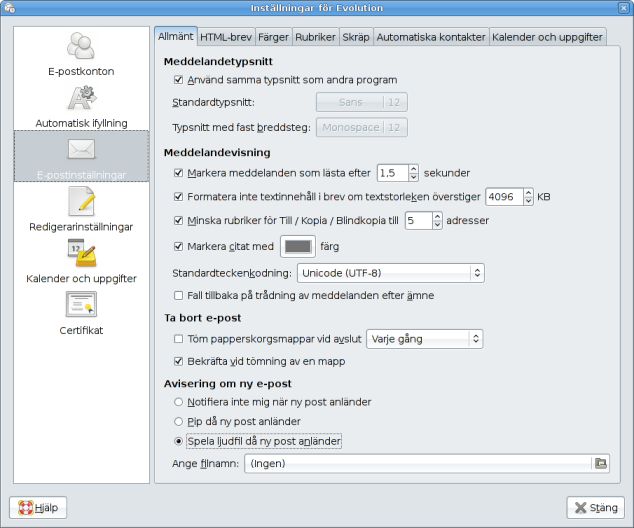 Inställningar för Evolution
E-postkonton
Automatisk ifyllning
E-postinställningar
Redigerarinställningar
Kalender och uppgifter
Certifikat
Allmänt HTML-brev Färger Rubriker Skräp Automatiska kontakter Kalender och uppgifter
Meddelandetypsnitt
Använd samma typsnitt som andra program
Standardtypsnitt: Sans 12
Typsnitt med fast breddsteg: Monospace 12
Meddelandevisning
Markera meddelanden som lästa efter 1,5 sekunder
Formatera inte textinnehåll i brev om textstorleken överstiger 4096 KB
Minska rubriker för Till / Kopia / Blindkopia till 5 adresser
Markera citat med färg
Standardteckenkodning: Unicode (UTF-8)
Fall tillbaka på trådning av meddelanden efter ämne
Ta bort e-post
Töm papperskorgsmappar vid avslut Varje gång
Bekräfta vid tömning av en mapp
Avisering om ny e-post
Notifiera inte mig när ny post anländer
Pip då ny post anländer
Spela ljudfil då ny post anländer
Ange filnamn: (Ingen)
Hjälp Stäng